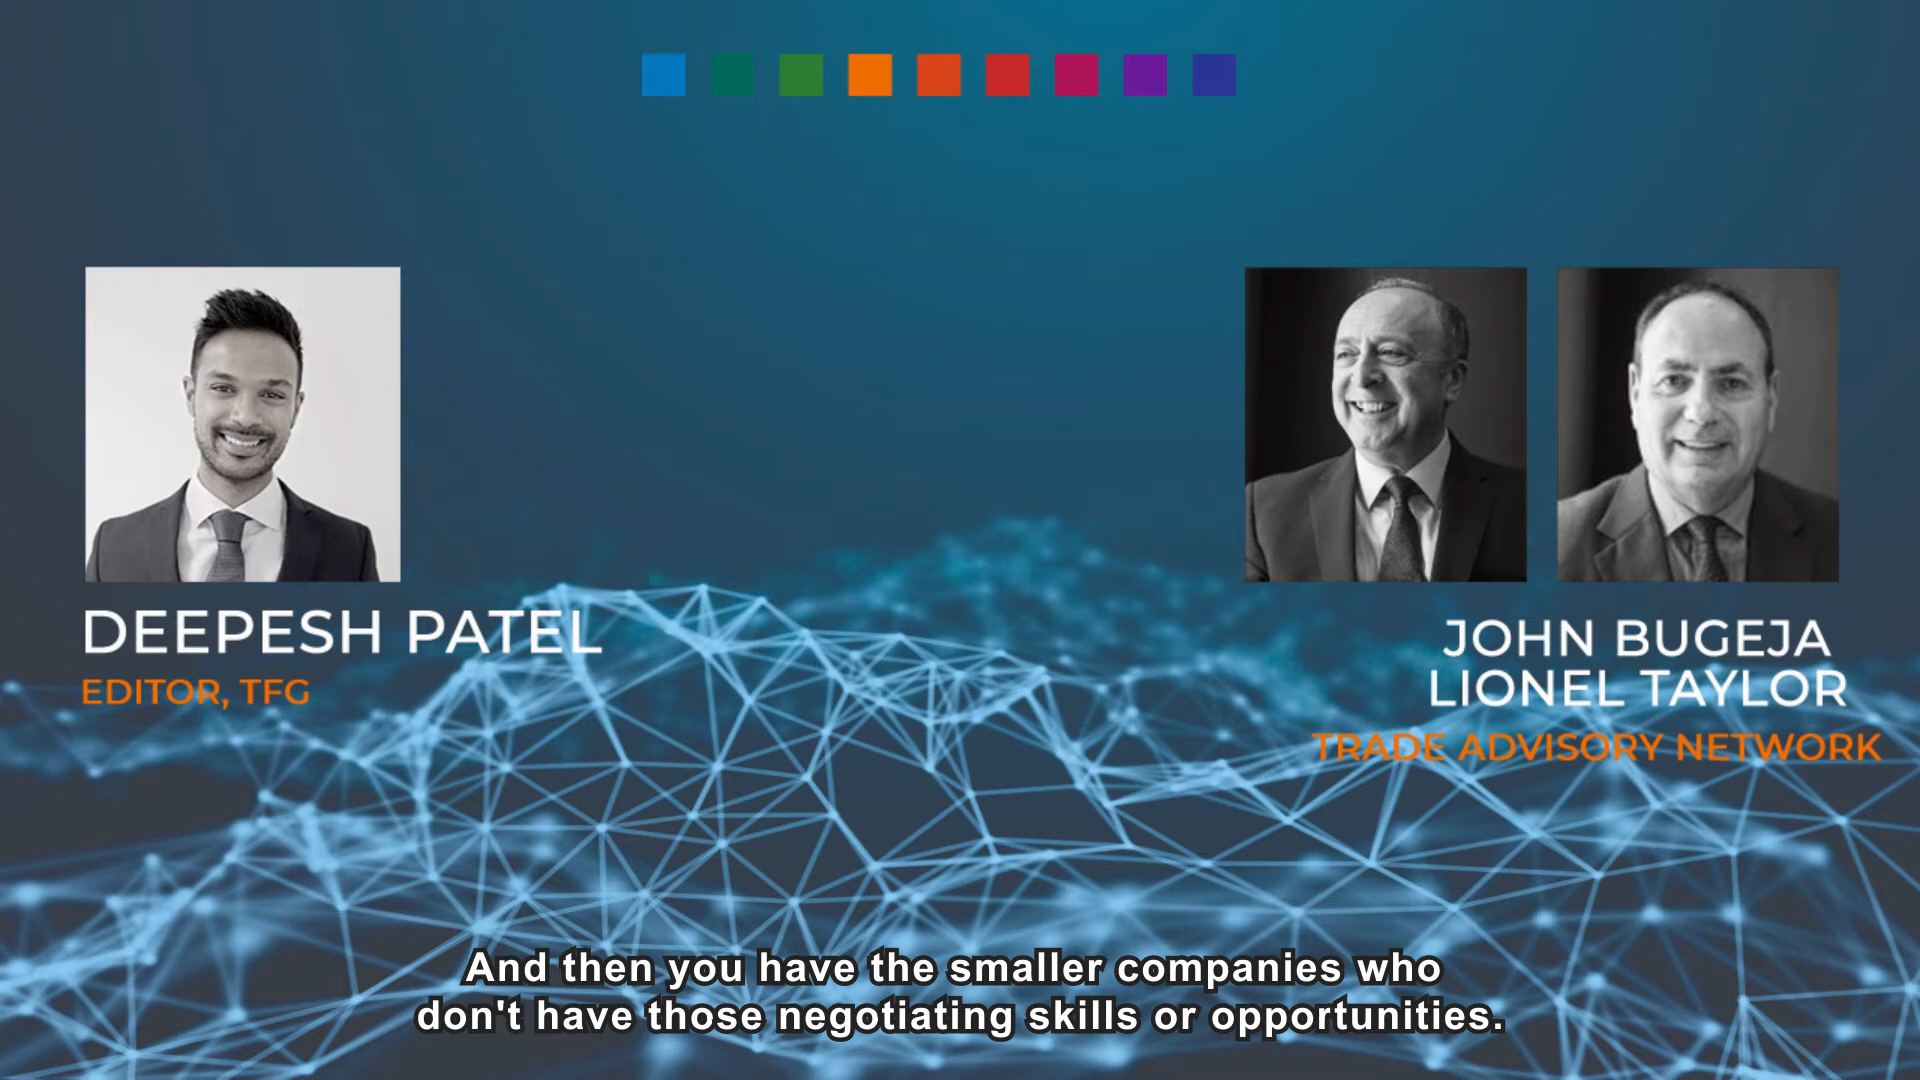 DEEPESH PATEL
EDITOR, TFG
JOHN BUGEJA
LIONEL TAYLOR
TRADE ADVISORY NETWORK
And then you have the smaller companies who
don't have those negotiating skills or opportunities.